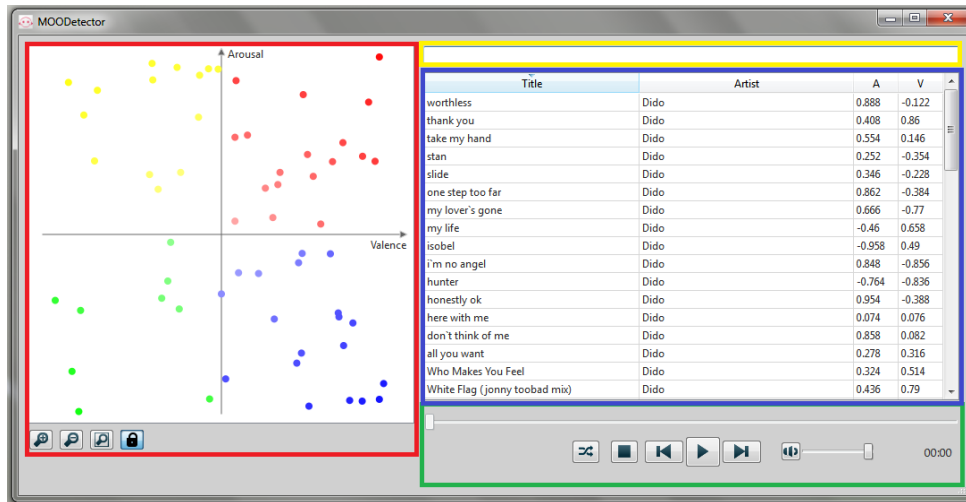 MOODetector
Arousal
Valence
Title Artist A V
worthless Dido 0.888 -0.122
thank you Dido 0.408 0.86
take my hand Dido 0.554 0.146
stan Dido 0.252 -0.354
slide Dido 0.346 -0.228
one step too far Dido 0.862 -0.384
my lover`s gone Dido 0.666 -0.77
my life Dido -0.46 0.658
isobel Dido -0.958 0.49
i`m no angel Dido 0.848 -0.856
hunter Dido -0.764 -0.836
honestly ok Dido 0.954 -0.388
here with me Dido 0.074 0.076
don`t think of me Dido 0.858 0.082
all you want Dido 0.278 0.316
Who Makes You Feel Dido 0.324 0.514
White Flag (jonny toobad mix) Dido 0.436 0.79
00:00